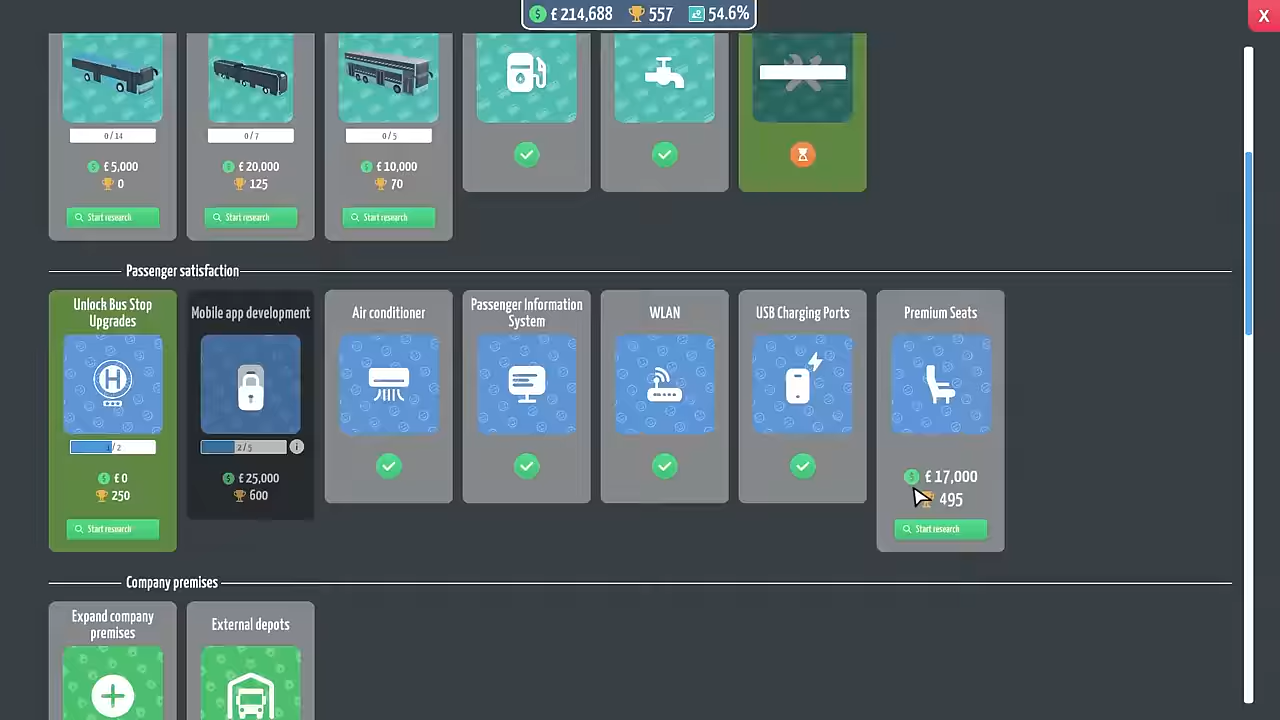 £ 214,688 557 54.6%
X
0/14 0/7 0/5
£ 5,000 £ 20,000 £ 10,000
0 125 70
Start research Start research Start research
Passenger satisfaction
Unlock Bus Stop Upgrades
Mobile app development
Air conditioner
Passenger Information System
WLAN
USB Charging Ports
Premium Seats
H
1/2 2/5 i
£ 0 £ 25,000 £ 17,000
250 600 495
Start research Start research
Company premises
Expand company premises
External depots